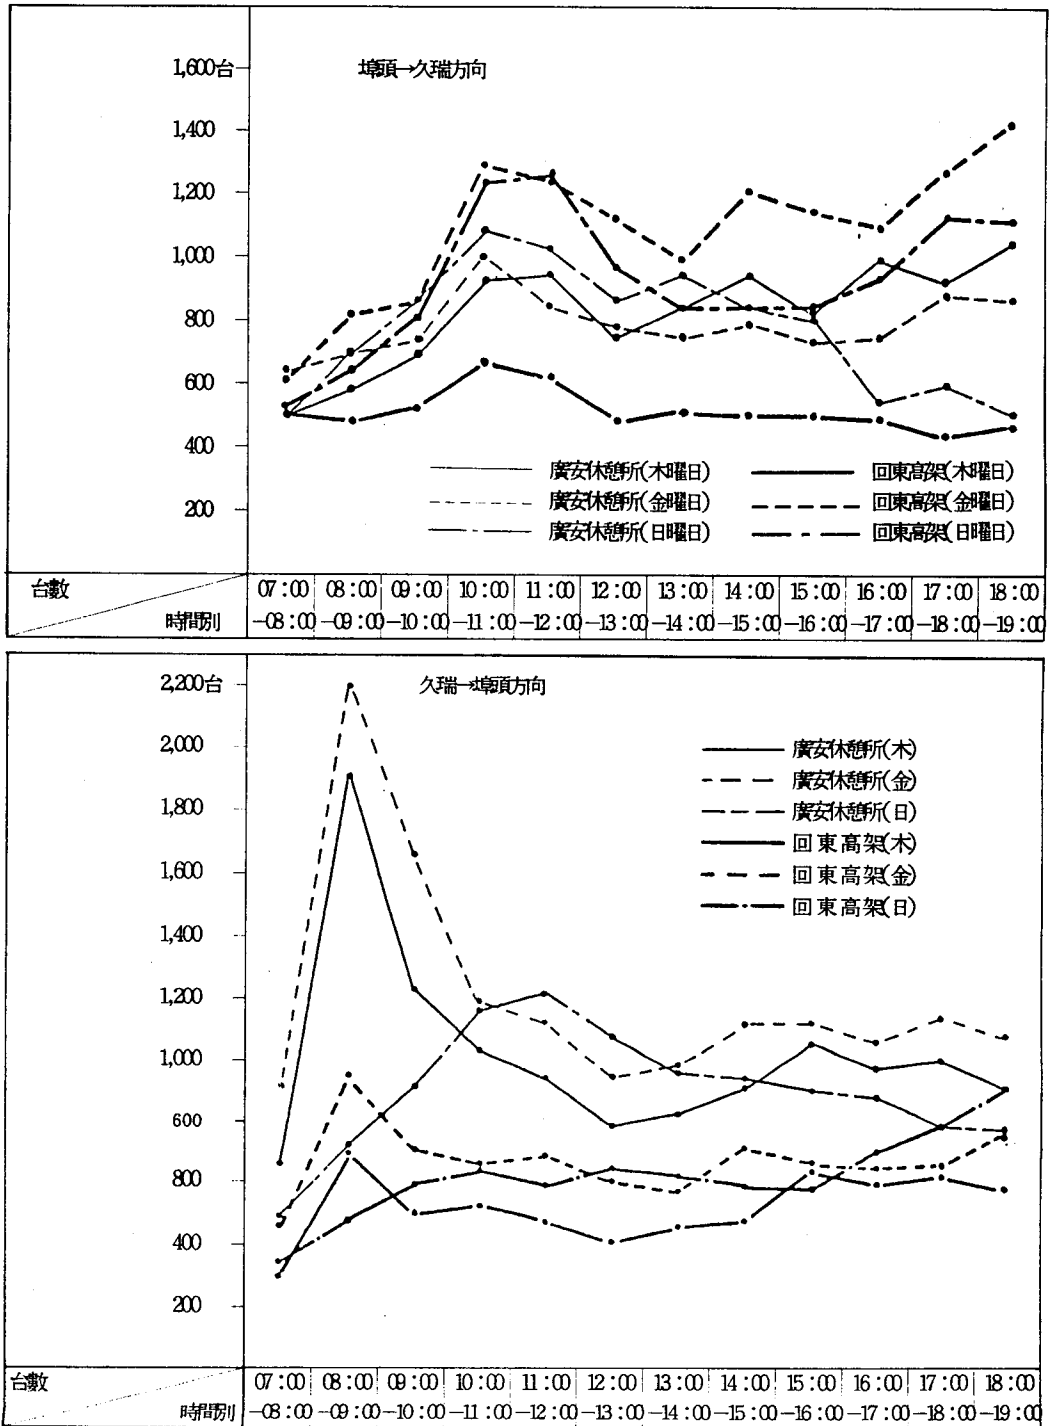 1,600台
埠頭→久瑞方向
1,400
1,200
1,000
800
600
400
200
廣安休憩所(木曜日)
廣安休憩所(金曜日)
廣安休憩所(日曜日)
回東高架(木曜日)
回東高架(金曜日)
回東高架(日曜日)
台數
時間別
07:00 08:00 09:00 10:00 11:00 12:00 13:00 14:00 15:00 16:00 17:00 18:00
-08:00 -09:00 -10:00 -11:00 -12:00 -13:00 -14:00 -15:00 -16:00 -17:00 -18:00 -19:00
2,200台
久瑞→埠頭方向
2,000
1,800
1,600
1,400
1,200
1,000
600
800
400
200
廣安休憩所(木)
廣安休憩所(金)
廣安休憩所(日)
回東高架(木)
回東高架(金)
回東高架(日)
台數
時間別
07:00 08:00 09:00 10:00 11:00 12:00 13:00 14:00 15:00 16:00 17:00 18:00
-08:00 -09:00 -10:00 -11:00 -12:00 -13:00 -14:00 -15:00 -16:00 -17:00 -18:00 -19:00